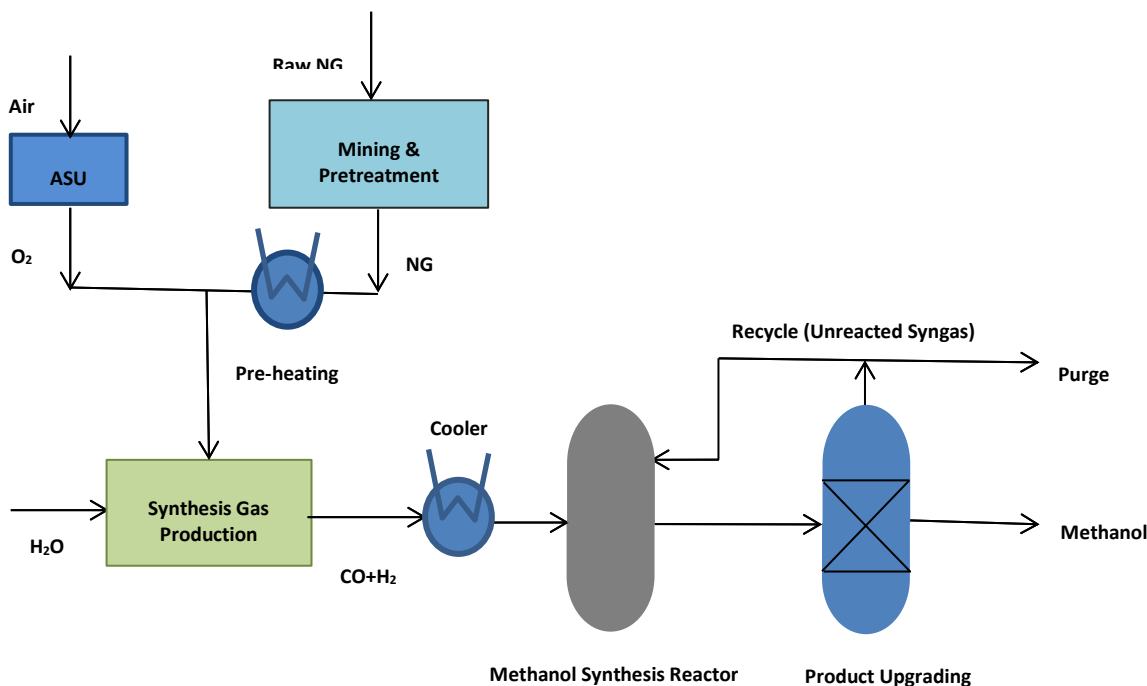 Raw NG
Air
Mining &
Pretreatment
ASU
O₂
NG
Recycle (Unreacted Syngas)
Purge
Pre-heating
Cooler
Synthesis Gas
Production
H₂O
CO+H₂
Methanol
Methanol Synthesis Reactor
Product Upgrading